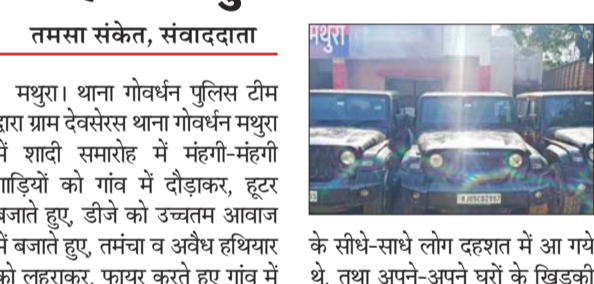 तमसा संकेत, संवाददाता
मथुरा। थाना गोवर्धन पुलिस टीम
द्वारा ग्राम देवसेरस थाना गोवर्धन मथुरा
में शादी समारोह में मंहगी-मंहगी
गाड़ियों को गांव में दौड़ाकर, हूटर
बजाते हुए, डीजे को उच्चतम आवाज
में बजाते हुए, तमंचा व अवैध हथियार
को लहराकर, फायर करते हुए गांव में
मथुरा
RJ05CD2997
के सीधे-साधे लोग दहशत में आ गये
थे, तथा अपने-अपने घरों के खिड़की